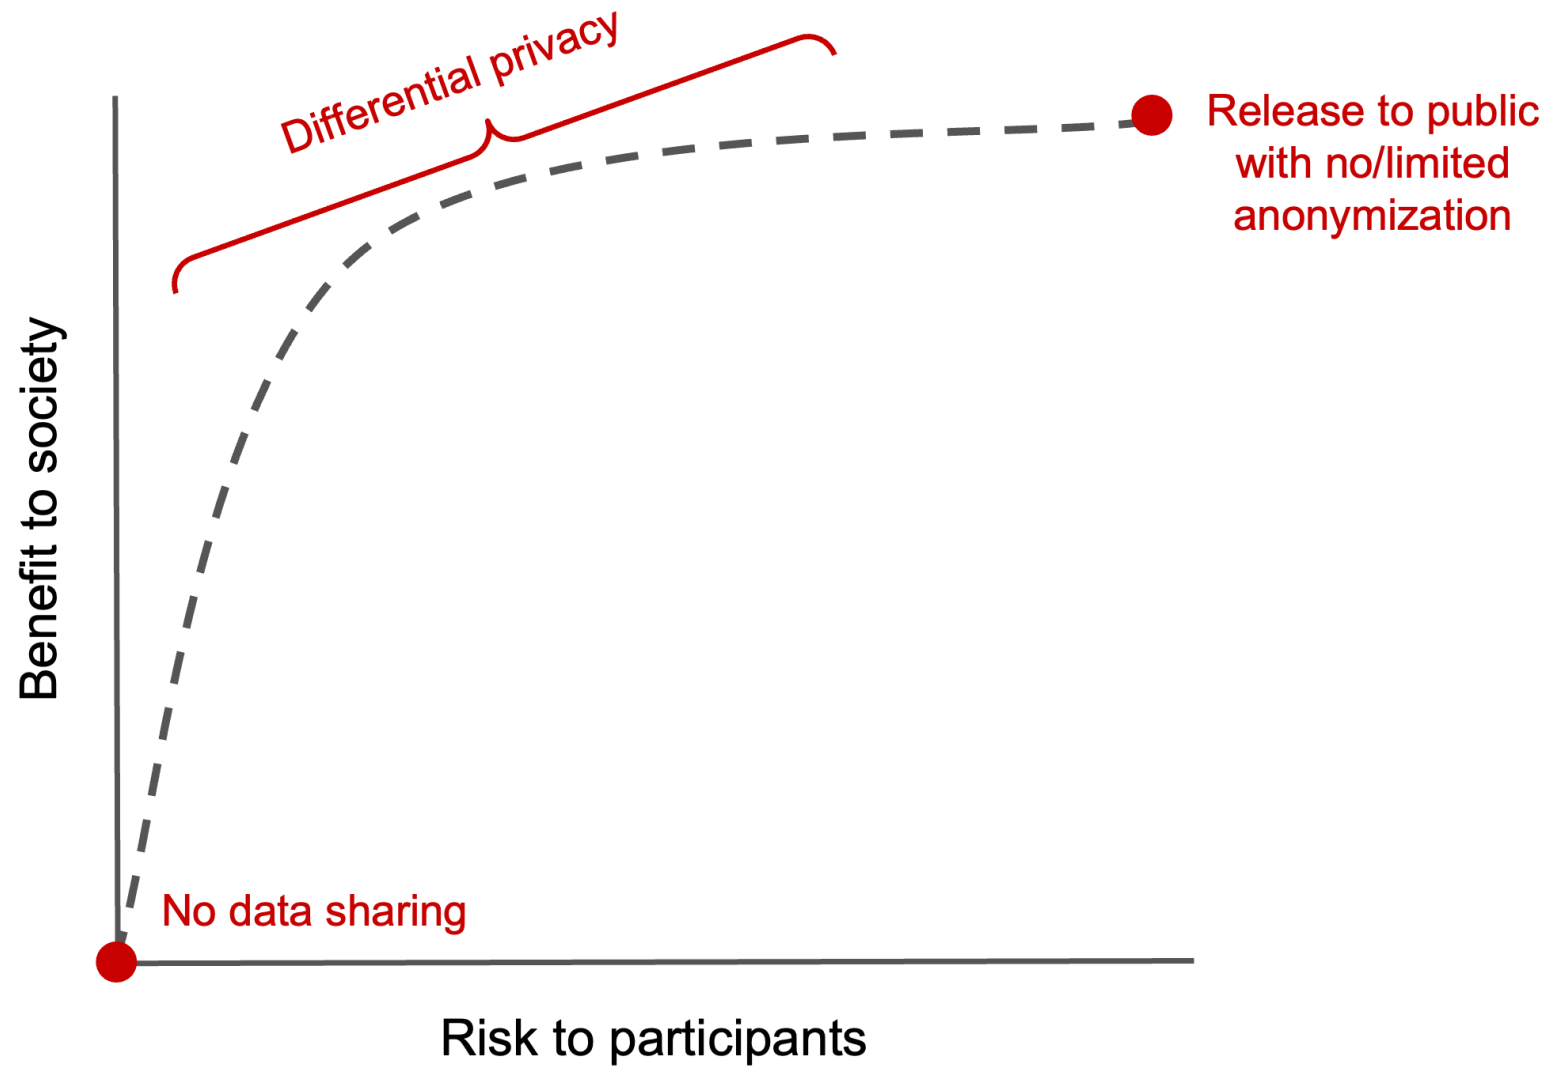 Differential privacy
Release to public
with no/limited
anonymization
Benefit to society
No data sharing
Risk to participants